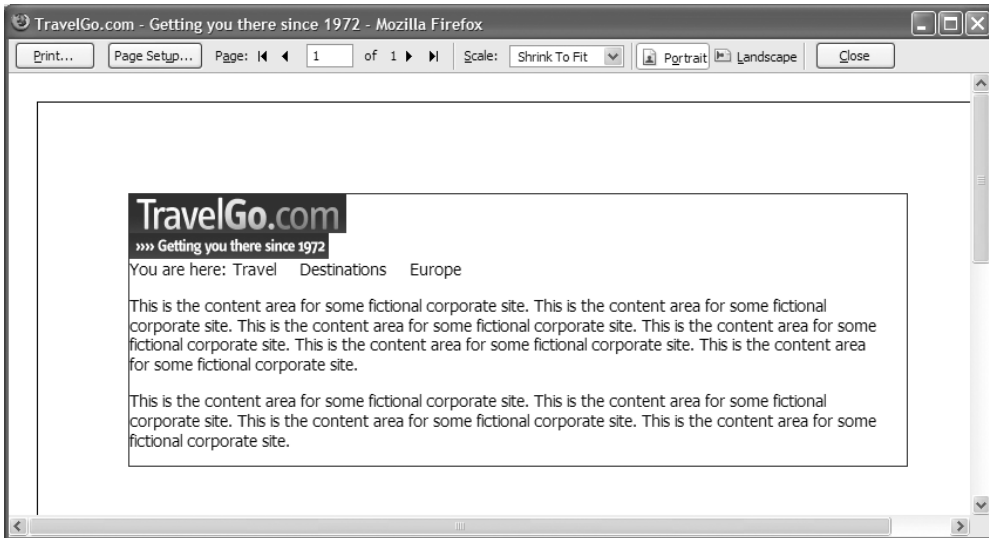 TravelGo.com - Getting you there since 1972 - Mozilla Firefox
Print... Page Setup... Page: 1 of 1 Scale: Shrink To Fit Portrait Landscape Close
TravelGo.com
»» Getting you there since 1972
You are here: Travel Destinations Europe
This is the content area for some fictional corporate site. This is the content area for some fictional
corporate site. This is the content area for some fictional corporate site. This is the content area for some
fictional corporate site. This is the content area for some fictional corporate site. This is the content area
for some fictional corporate site.
This is the content area for some fictional corporate site. This is the content area for some fictional
corporate site. This is the content area for some fictional corporate site. This is the content area for some
fictional corporate site.